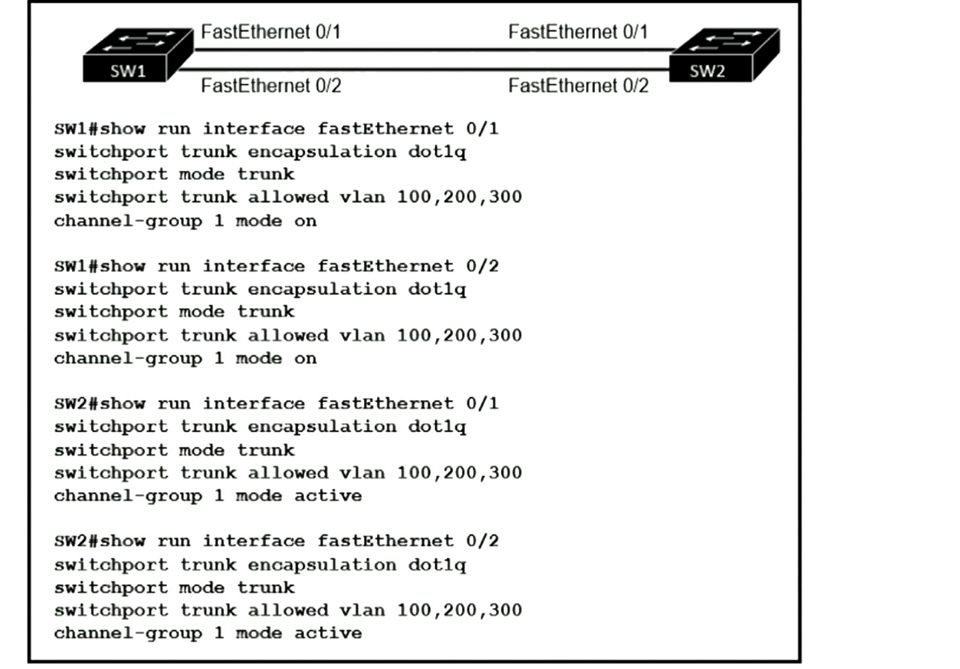 FastEthernet 0/1 FastEthernet 0/1
SW1 SW2
FastEthernet 0/2 FastEthernet 0/2
SW1#show run interface fastEthernet 0/1
switchport trunk encapsulation dot1q
switchport mode trunk
switchport trunk allowed vlan 100,200,300
channel-group 1 mode on
SW1#show run interface fastEthernet 0/2
switchport trunk encapsulation dot1q
switchport mode trunk
switchport trunk allowed vlan 100,200,300
channel-group 1 mode on
SW2#show run interface fastEthernet 0/1
switchport trunk encapsulation dot1q
switchport mode trunk
switchport trunk allowed vlan 100,200,300
channel-group 1 mode active
SW2#show run interface fastEthernet 0/2
switchport trunk encapsulation dot1q
switchport mode trunk
switchport trunk allowed vlan 100,200,300
channel-group 1 mode active